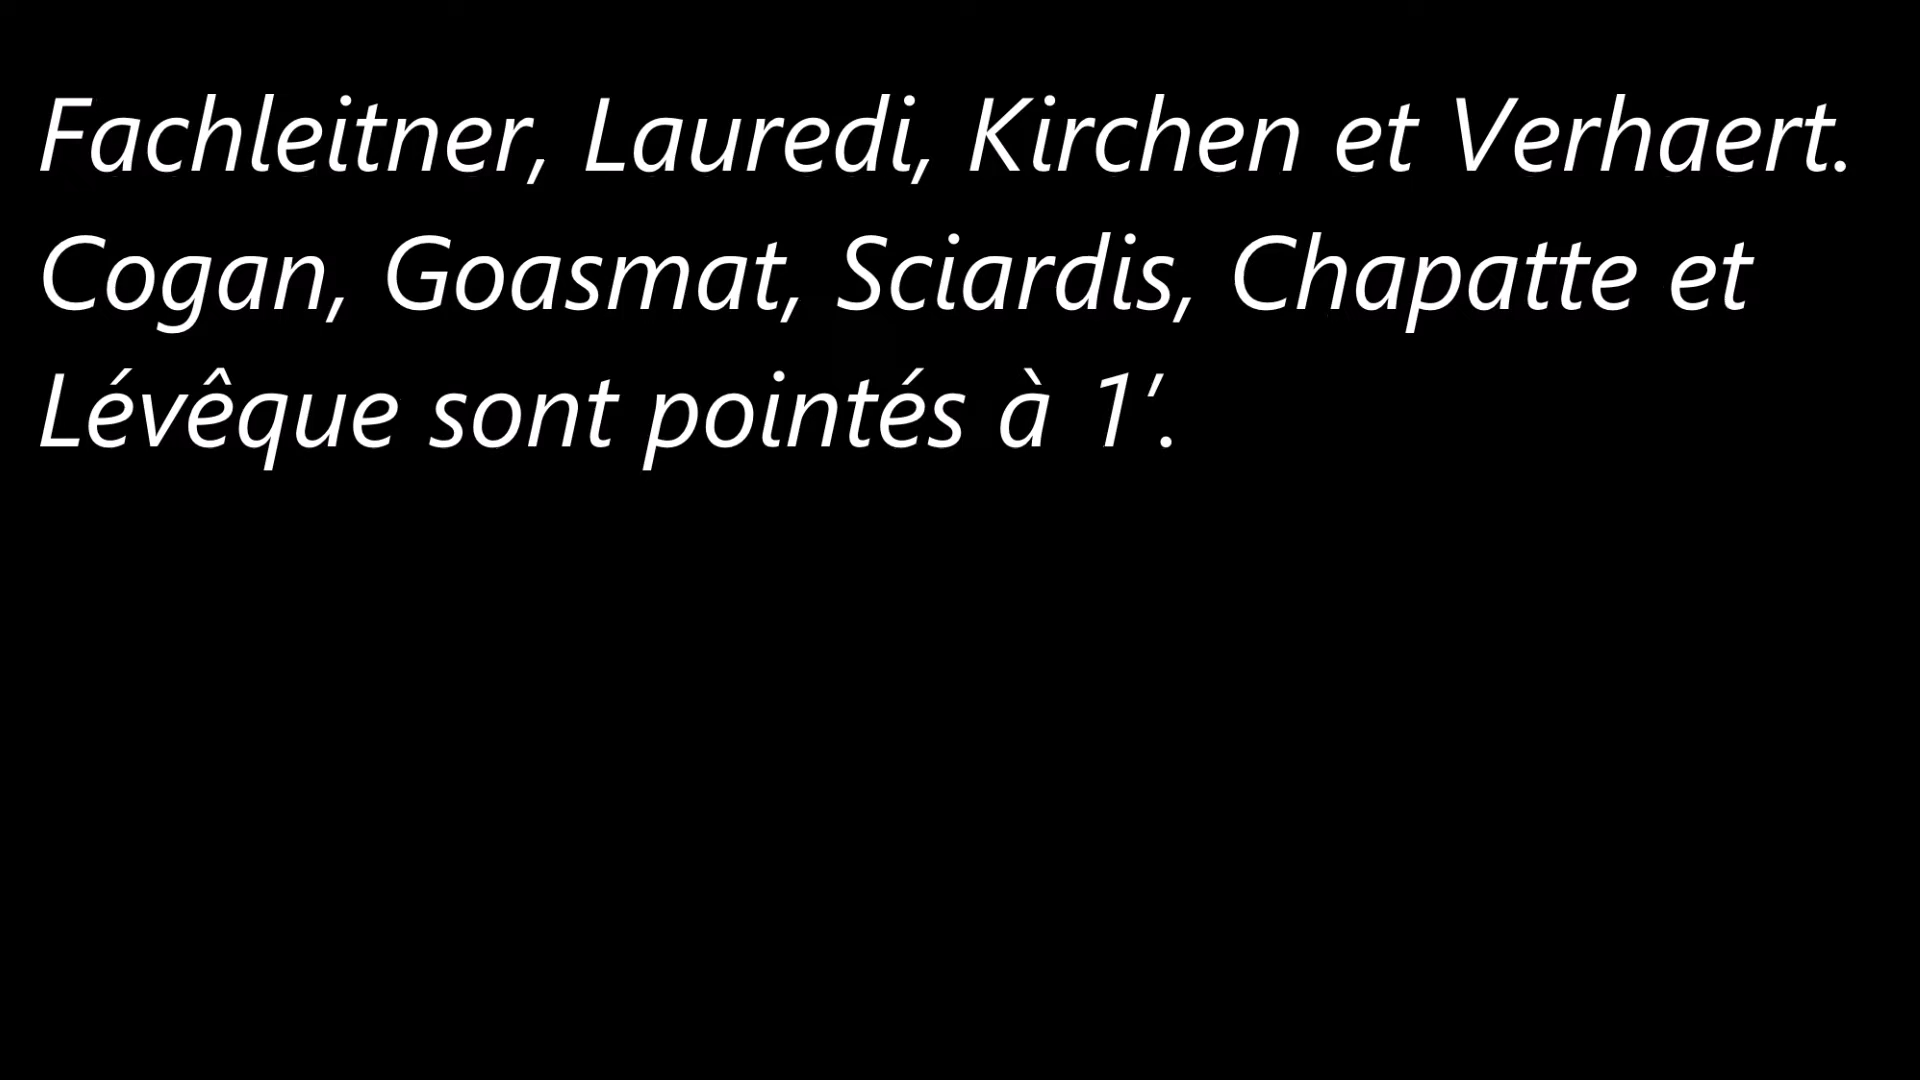 Fachleitner, Lauredi, Kirchen et Verhaert.
Cogan, Goasmat, Sciardis, Chapatte et
Lévêque sont pointés à 1’.